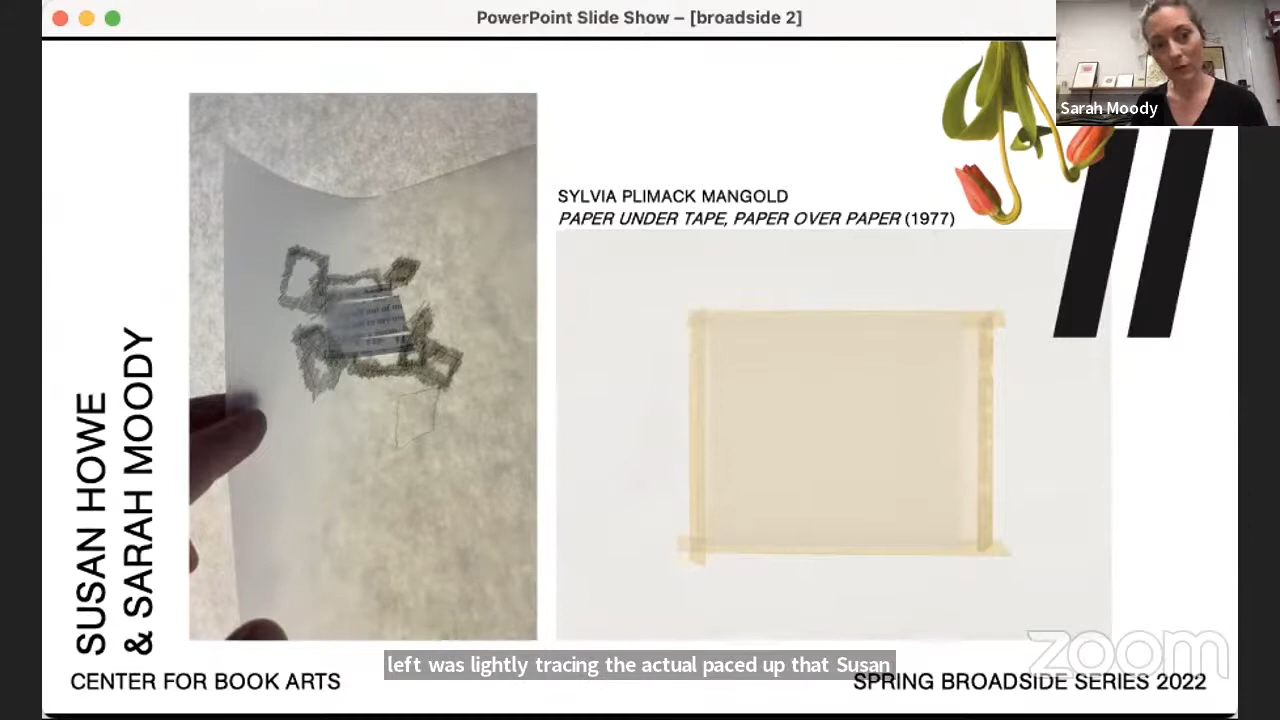 PowerPoint Slide Show – [broadside 2]
Sarah Moody
SYLVIA PLIMACK MANGOLD
PAPER UNDER TAPE, PAPER OVER PAPER (1977)
SUSAN HOWE
& SARAH MOODY
left was lightly tracing the actual paced up that Susan
zoom
CENTER FOR BOOK ARTS
SPRING BROADSIDE SERIES 2022